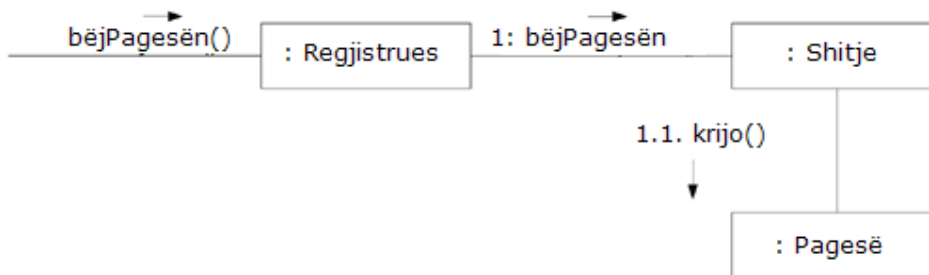 bëjPagesën()
: Regjistrues
1: bëjPagesën
: Shitje
1.1. krijo()
: Pagesë